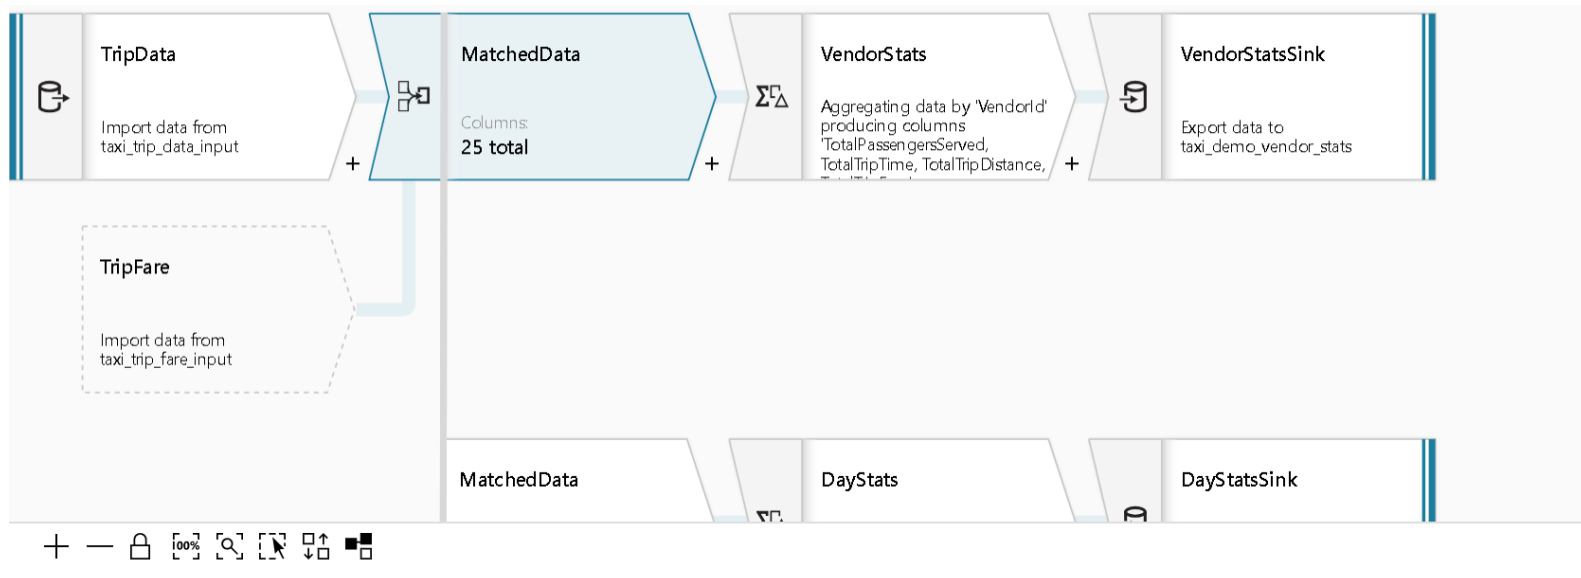 TripData
Import data from
taxi_trip_data_input
+
MatchedData
Columns:
25 total
+
VendorStats
Aggregating data by 'VendorId'
producing columns
'TotalPassengersServed,
TotalTripTime, TotalTripDistance,
+
VendorStatsSink
Export data to
taxi_demo_vendor_stats
TripFare
Import data from
taxi_trip_fare_input
MatchedData
DayStats
DayStatsSink
100%